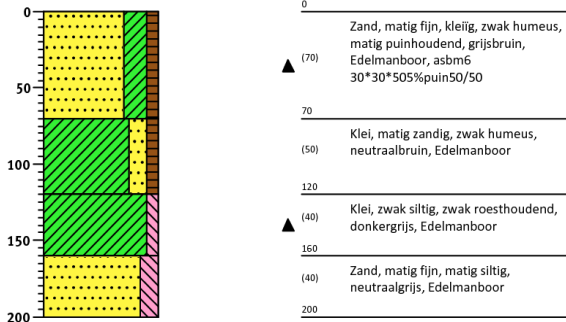 0
50
100
150
200
0
Zand, matig fijn, kleiïg, zwak humeus,
matig puinhoudend, grijsbruin,
(70)
Edelmanboor, asbm6
30*30*505%puin50/50
70
Klei, matig zandig, zwak humeus,
(50)
neutraalbruin, Edelmanboor
120
Klei, zwak siltig, zwak roesthoudend,
(40)
donkergrijs, Edelmanboor
160
Zand, matig fijn, matig siltig,
(40)
neutraalgrijs, Edelmanboor
200